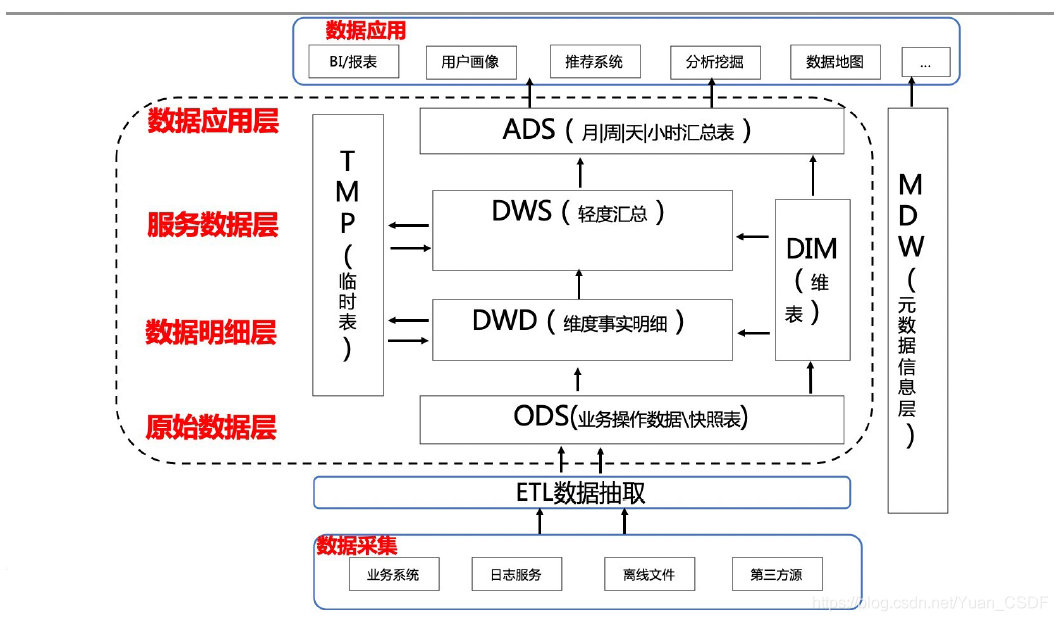 数据应用
BI/报表
用户画像
推荐系统
分析挖掘
数据地图
...
数据应用层
ADS（月|周|天|小时汇总表）
服务数据层
DWS（轻度汇总）
数据明细层
DWD（维度事实明细）
原始数据层
ODS(业务操作数据\快照表)
T
M
P
（
临
时
表
）
DIM
（维
表）
M
D
W
（
元
数
据
信
息
层
）
ETL数据抽取
数据采集
业务系统
日志服务
离线文件
第三方源
https://blog.csdn.net/Yuan_CSDF